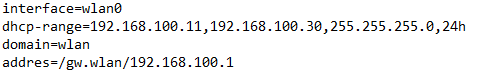 interface=wlan0
dhcp-range=192.168.100.11,192.168.100.30,255.255.255.0,24h
domain=wlan
addres=/gw.wlan/192.168.100.1